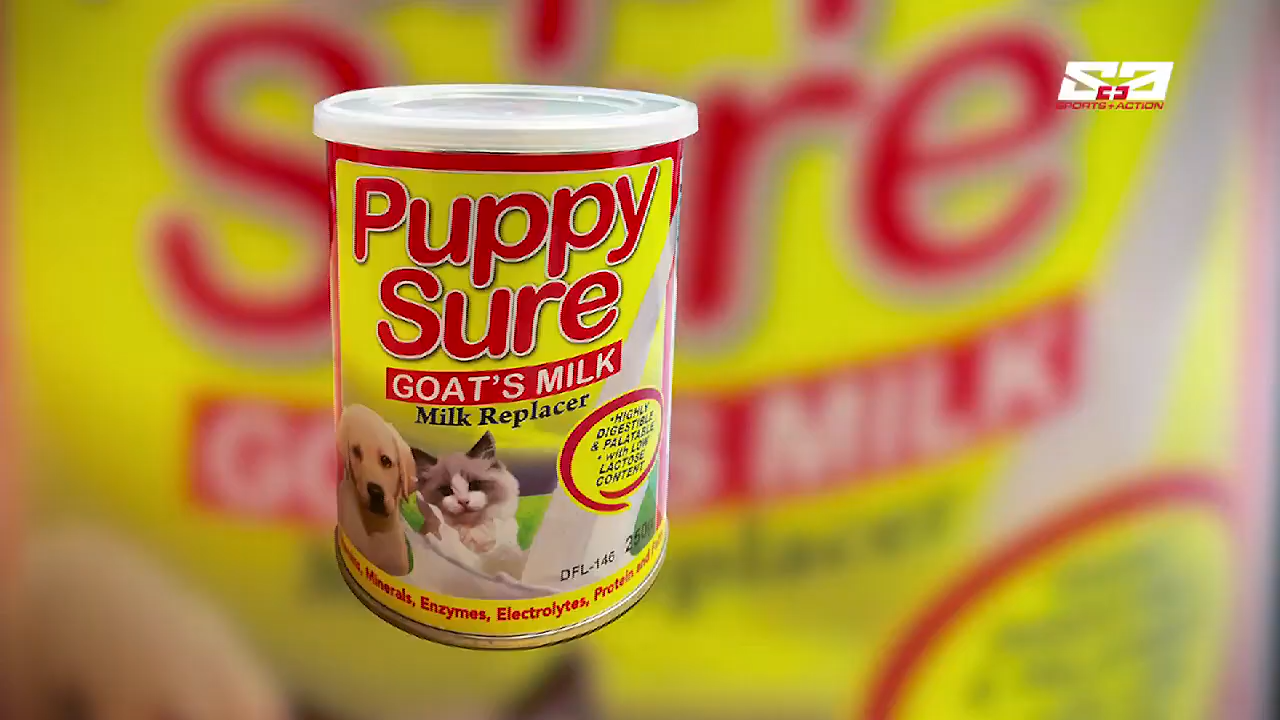 S+A
SPORTS+ACTION
Puppy
Sure
GOAT'S MILK
Milk Replacer
•HIGHLY
DIGESTIBLE
& PALATABLE
• with LOW
LACTOSE
CONTENT
DFL-146
Minerals, Enzymes, Electrolytes, Protein and